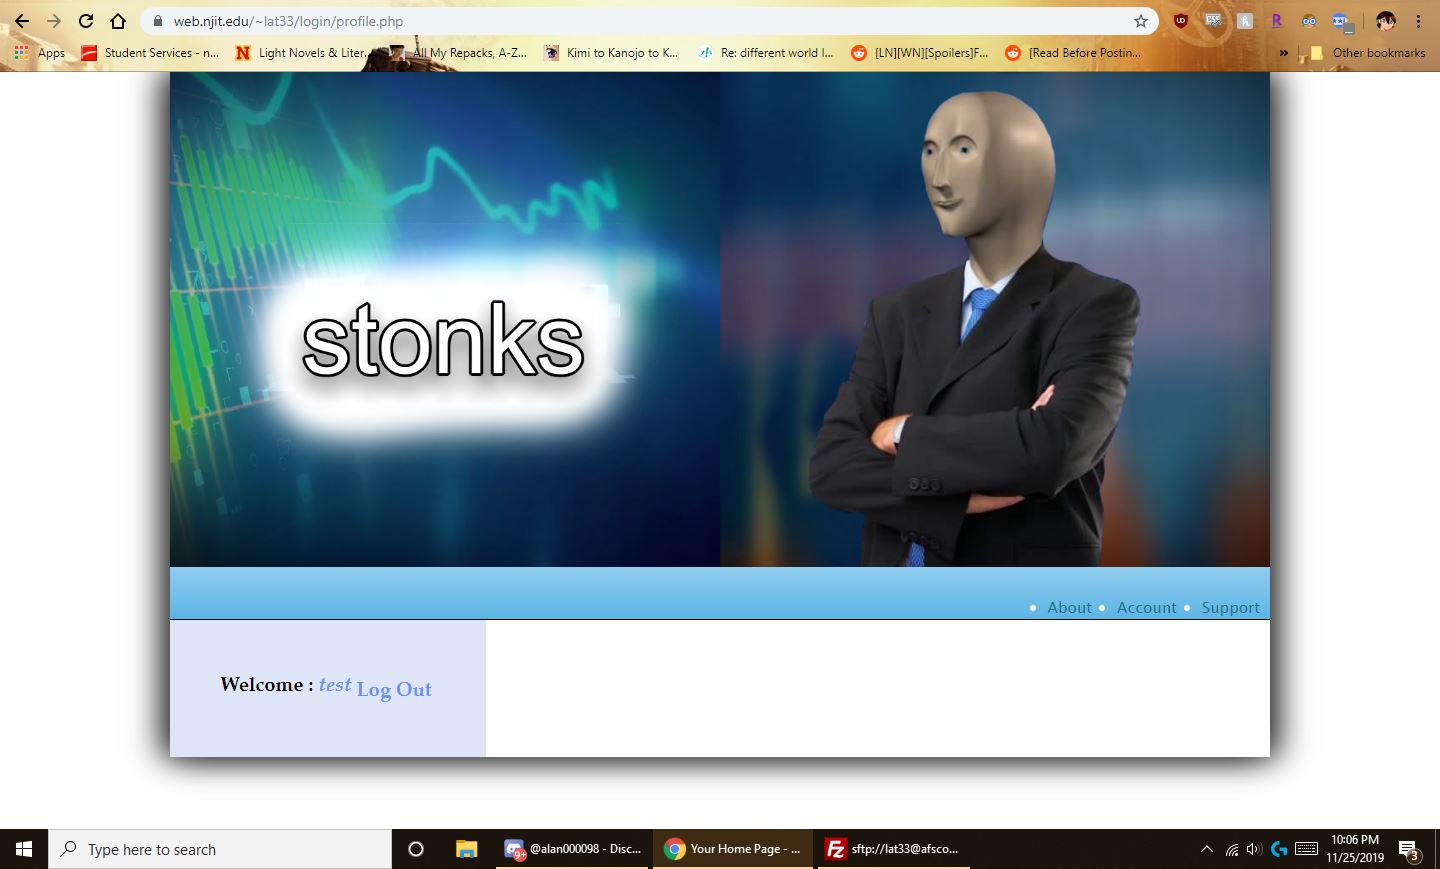 web.njit.edu/~lat33/login/profile.php
Apps
Student Services - n...
Light Novels & Liter...
All My Repacks, A-Z...
Kimi to Kanojo to K...
Re: different world l...
[LN][WN][Spoilers]F...
[Read Before Postin...
»
Other bookmarks
stonks
• About • Account • Support
Welcome : test Log Out
Type here to search
9+
@alan000098 - Disc...
Your Home Page - ...
sftp://lat33@afsco...
10:06 PM
11/25/2019
3